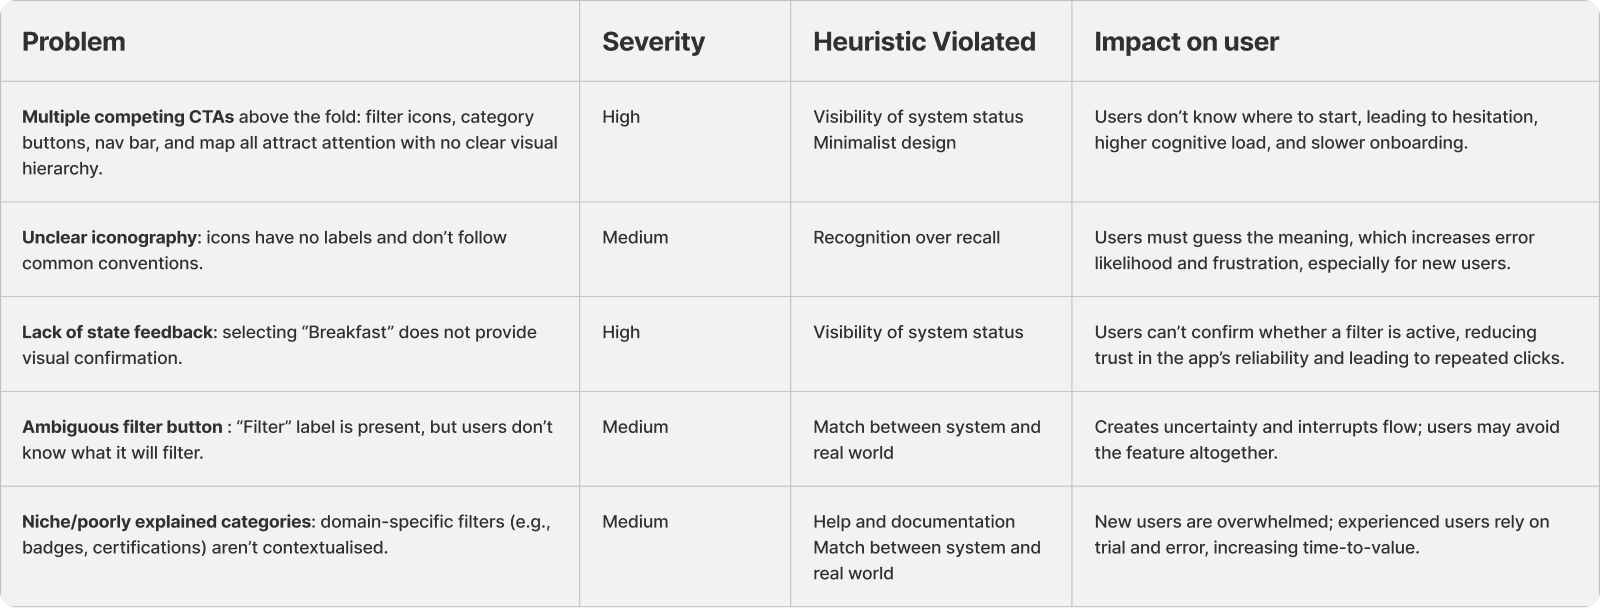 Problem
Severity
Heuristic Violated
Impact on user
Multiple competing CTAs above the fold: filter icons, category
buttons, nav bar, and map all attract attention with no clear visual
hierarchy.
High
Visibility of system status
Minimalist design
Users don’t know where to start, leading to hesitation,
higher cognitive load, and slower onboarding.
Unclear iconography: icons have no labels and don’t follow
common conventions.
Medium
Recognition over recall
Users must guess the meaning, which increases error
likelihood and frustration, especially for new users.
Lack of state feedback: selecting “Breakfast” does not provide
visual confirmation.
High
Visibility of system status
Users can’t confirm whether a filter is active, reducing
trust in the app’s reliability and leading to repeated clicks.
Ambiguous filter button : “Filter” label is present, but users don’t
know what it will filter.
Medium
Match between system and
real world
Creates uncertainty and interrupts flow; users may avoid
the feature altogether.
Niche/poorly explained categories: domain-specific filters (e.g.,
badges, certifications) aren’t contextualised.
Medium
Help and documentation
Match between system and
real world
New users are overwhelmed; experienced users rely on
trial and error, increasing time-to-value.